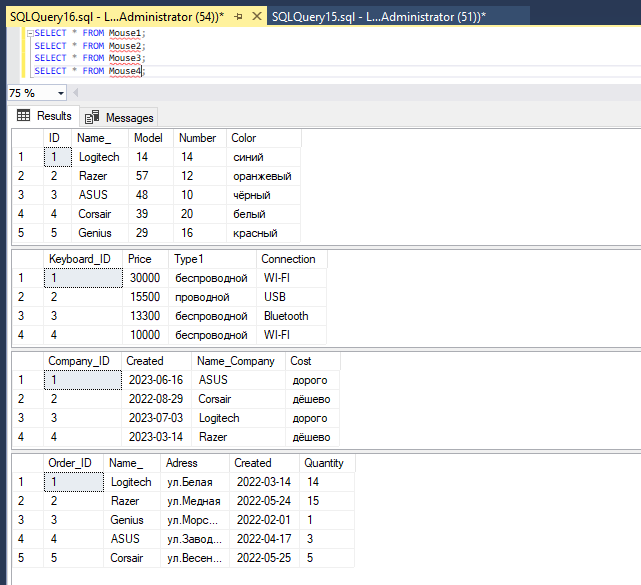 SQLQuery16.sql - L...Administrator (54))* SQLQuery15.sql - L...Administrator (51))*
SELECT * FROM Mouse1;
SELECT * FROM Mouse2;
SELECT * FROM Mouse3;
SELECT * FROM Mouse4;
75 %
Results Messages
ID Name_ Model Number Color
1 1 Logitech 14 14 синий
2 2 Razer 57 12 оранжевый
3 3 ASUS 48 10 чёрный
4 4 Corsair 39 20 белый
5 5 Genius 29 16 красный
Keyboard_ID Price Type1 Connection
1 1 30000 беспроводной WI-FI
2 2 15500 проводной USB
3 3 13300 беспроводной Bluetooth
4 4 10000 беспроводной WI-FI
Company_ID Created Name_Company Cost
1 1 2023-06-16 ASUS дорого
2 2 2022-08-29 Corsair дёшево
3 3 2023-07-03 Logitech дорого
4 4 2023-03-14 Razer дёшево
Order_ID Name_ Adress Created Quantity
1 1 Logitech ул.Белая 2022-03-14 14
2 2 Razer ул.Медная 2022-05-24 15
3 3 Genius ул.Морс... 2022-02-01 1
4 4 ASUS ул.Завод... 2022-04-17 3
5 5 Corsair ул.Весен... 2022-05-25 5